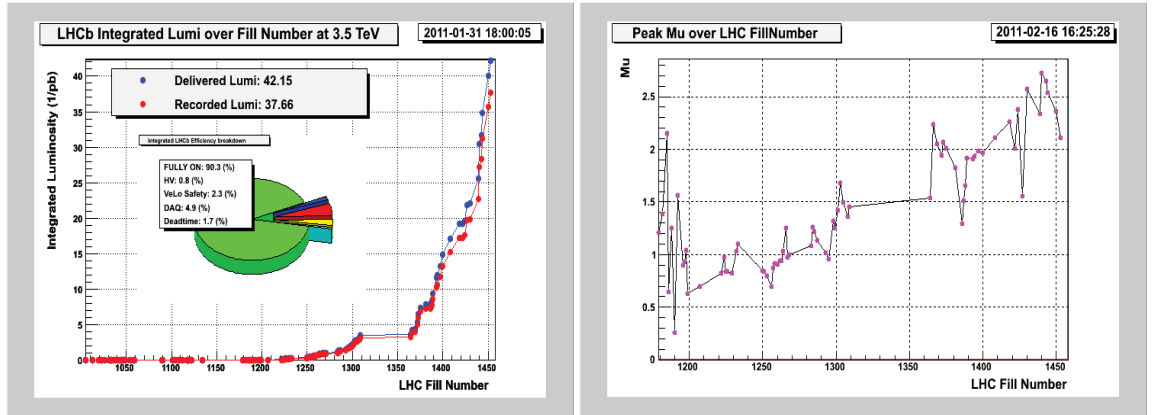 LHCb Integrated Lumi over Fill Number at 3.5 TeV
2011-01-31 18:00:05
Integrated Luminosity (1/pb)
Delivered Lumi: 42.15
Recorded Lumi: 37.66
Integrated LHCb Efficiency breakdown
FULLY ON: 90.3 (%)
HV: 0.8 (%)
VeLo Safety: 2.3 (%)
DAQ: 4.9 (%)
Deadtime: 1.7 (%)
40
35
30
25
20
15
10
5
0
1050 1100 1150 1200 1250 1300 1350 1400 1450
LHC Fill Number
Peak Mu over LHC FillNumber
2011-02-16 16:25:28
Mu
2.5
2
1.5
1
0.5
0
1200 1250 1300 1350 1400 1450
LHC Fill Number